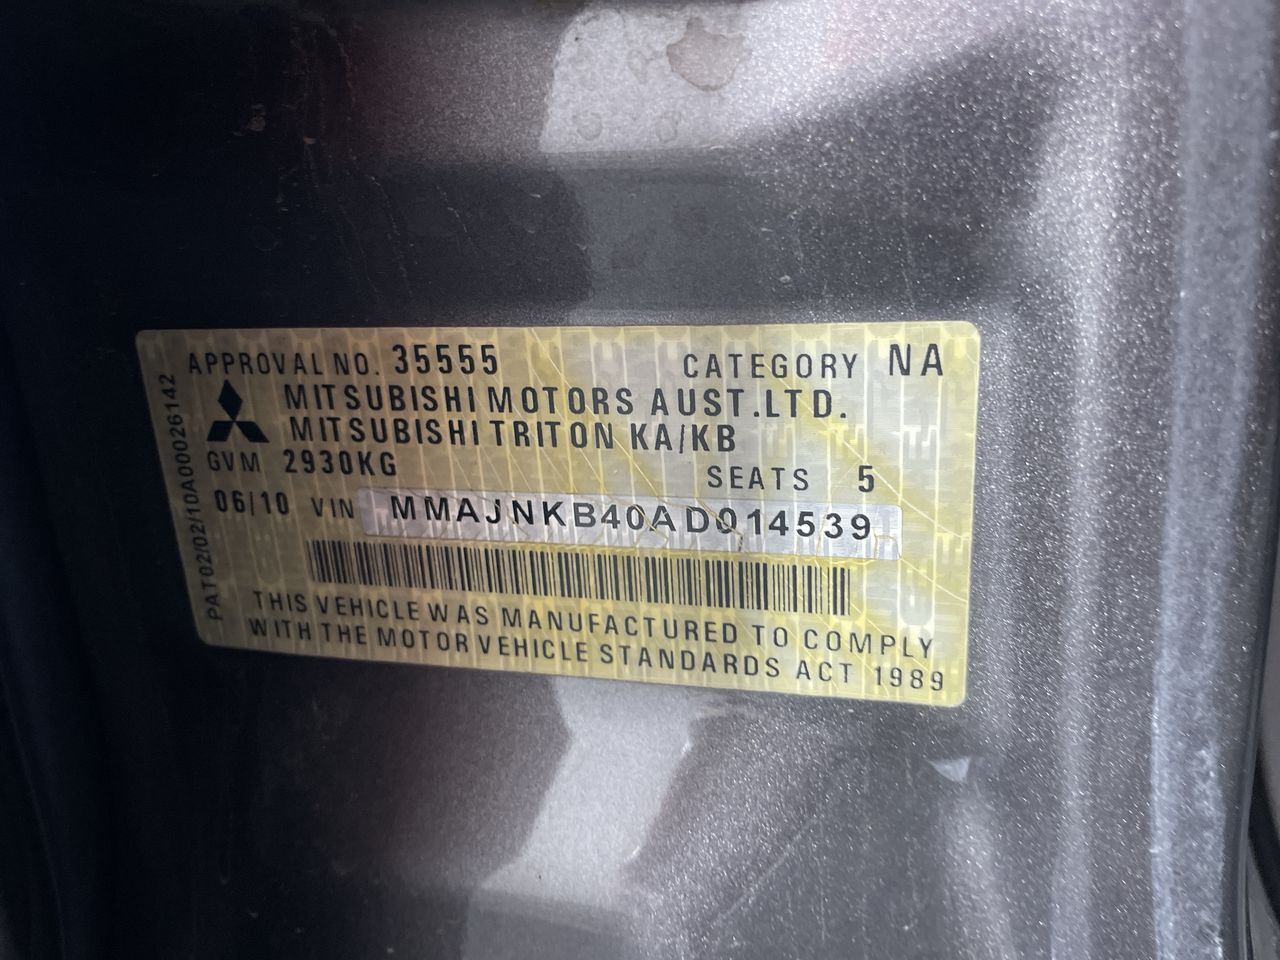 APPROVAL NO. 35555 CATEGORY NA
MITSUBISHI MOTORS AUST.LTD.
MITSUBISHI TRITON KA/KB
GVM 2930KG SEATS 5
06/10 VIN MMAJNKB40AD014539
THIS VEHICLE WAS MANUFACTURED TO COMPLY
WITH THE MOTOR VEHICLE STANDARDS ACT 1989
PAT02/02/10A00026142